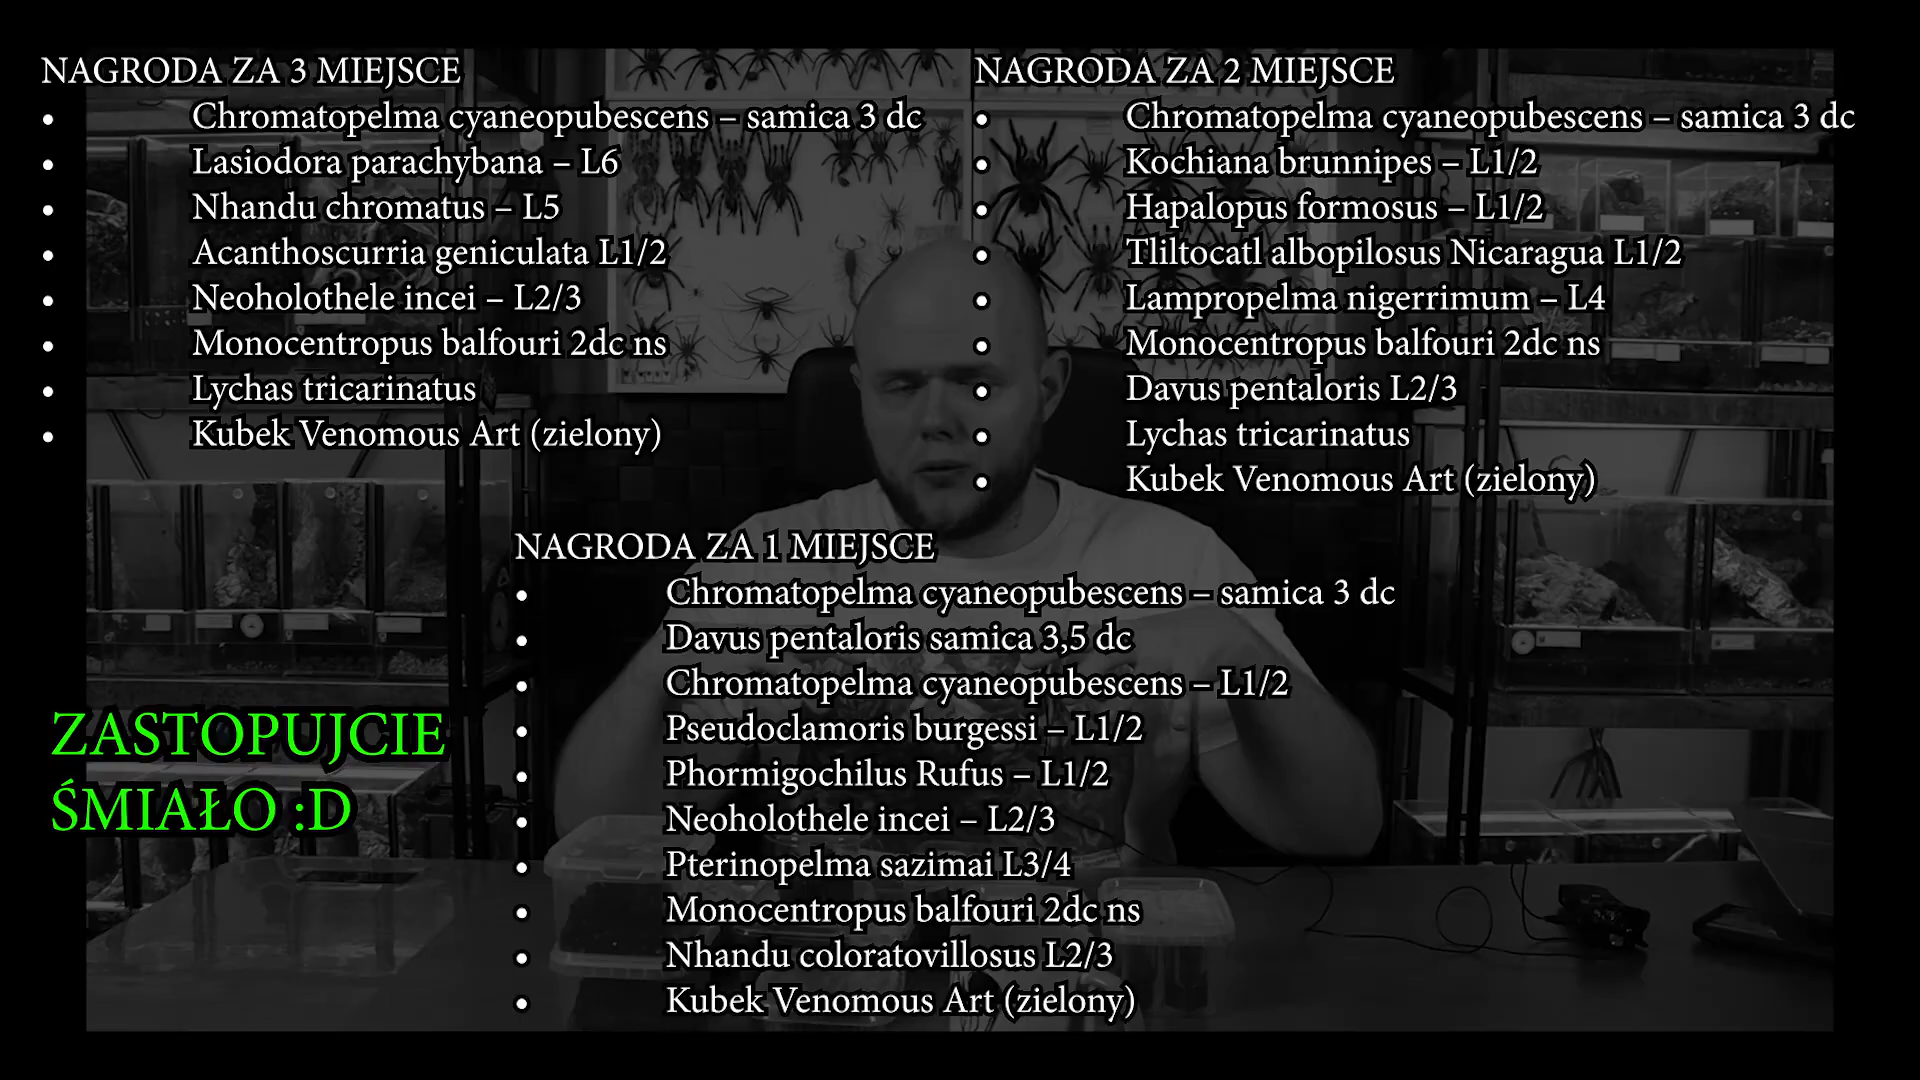 NAGRODA ZA 3 MIEJSCE
• Chromatopelma cyaneopubescens – samica 3 dc
• Lasiodora parachybana – L6
• Nhandu chromatus – L5
• Acanthoscurria geniculata L1/2
• Neoholothele incei – L2/3
• Monocentropus balfouri 2dc ns
• Lychas tricarinatus
• Kubek Venomous Art (zielony)
NAGRODA ZA 2 MIEJSCE
• Chromatopelma cyaneopubescens – samica 3 dc
• Kochiana brunnipes – L1/2
• Hapalopus formosus – L1/2
• Tliltocatl albopilosus Nicaragua L1/2
• Lampropelma nigerrimum – L4
• Monocentropus balfouri 2dc ns
• Davus pentaloris L2/3
• Lychas tricarinatus
• Kubek Venomous Art (zielony)
NAGRODA ZA 1 MIEJSCE
• Chromatopelma cyaneopubescens – samica 3 dc
• Davus pentaloris samica 3,5 dc
• Chromatopelma cyaneopubescens – L1/2
• Pseudoclamoris burgessi – L1/2
• Phormigochilus Rufus – L1/2
• Neoholothele incei – L2/3
• Pterinopelma sazimai L3/4
• Monocentropus balfouri 2dc ns
• Nhandu coloratovillosus L2/3
• Kubek Venomous Art (zielony)
ZASTOPUJCIE
ŚMIAŁO :D